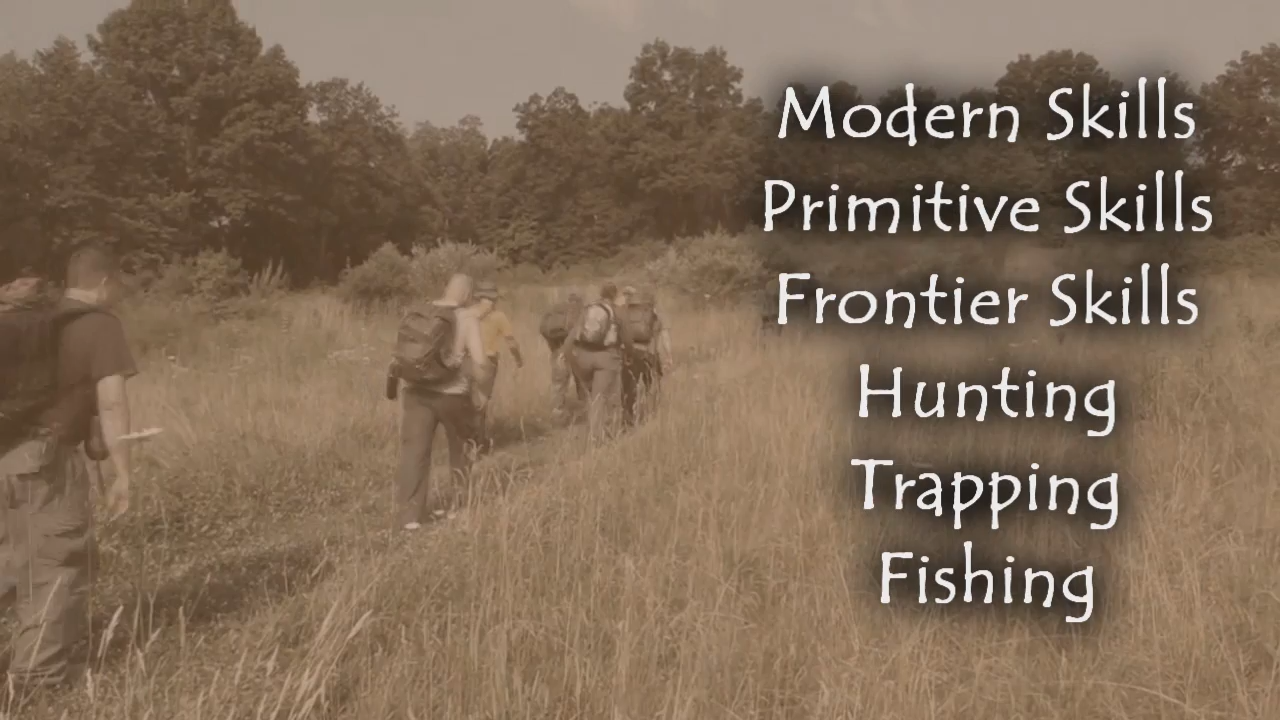 Modern Skills
Primitive Skills
Frontier Skills
Hunting
Trapping
Fishing